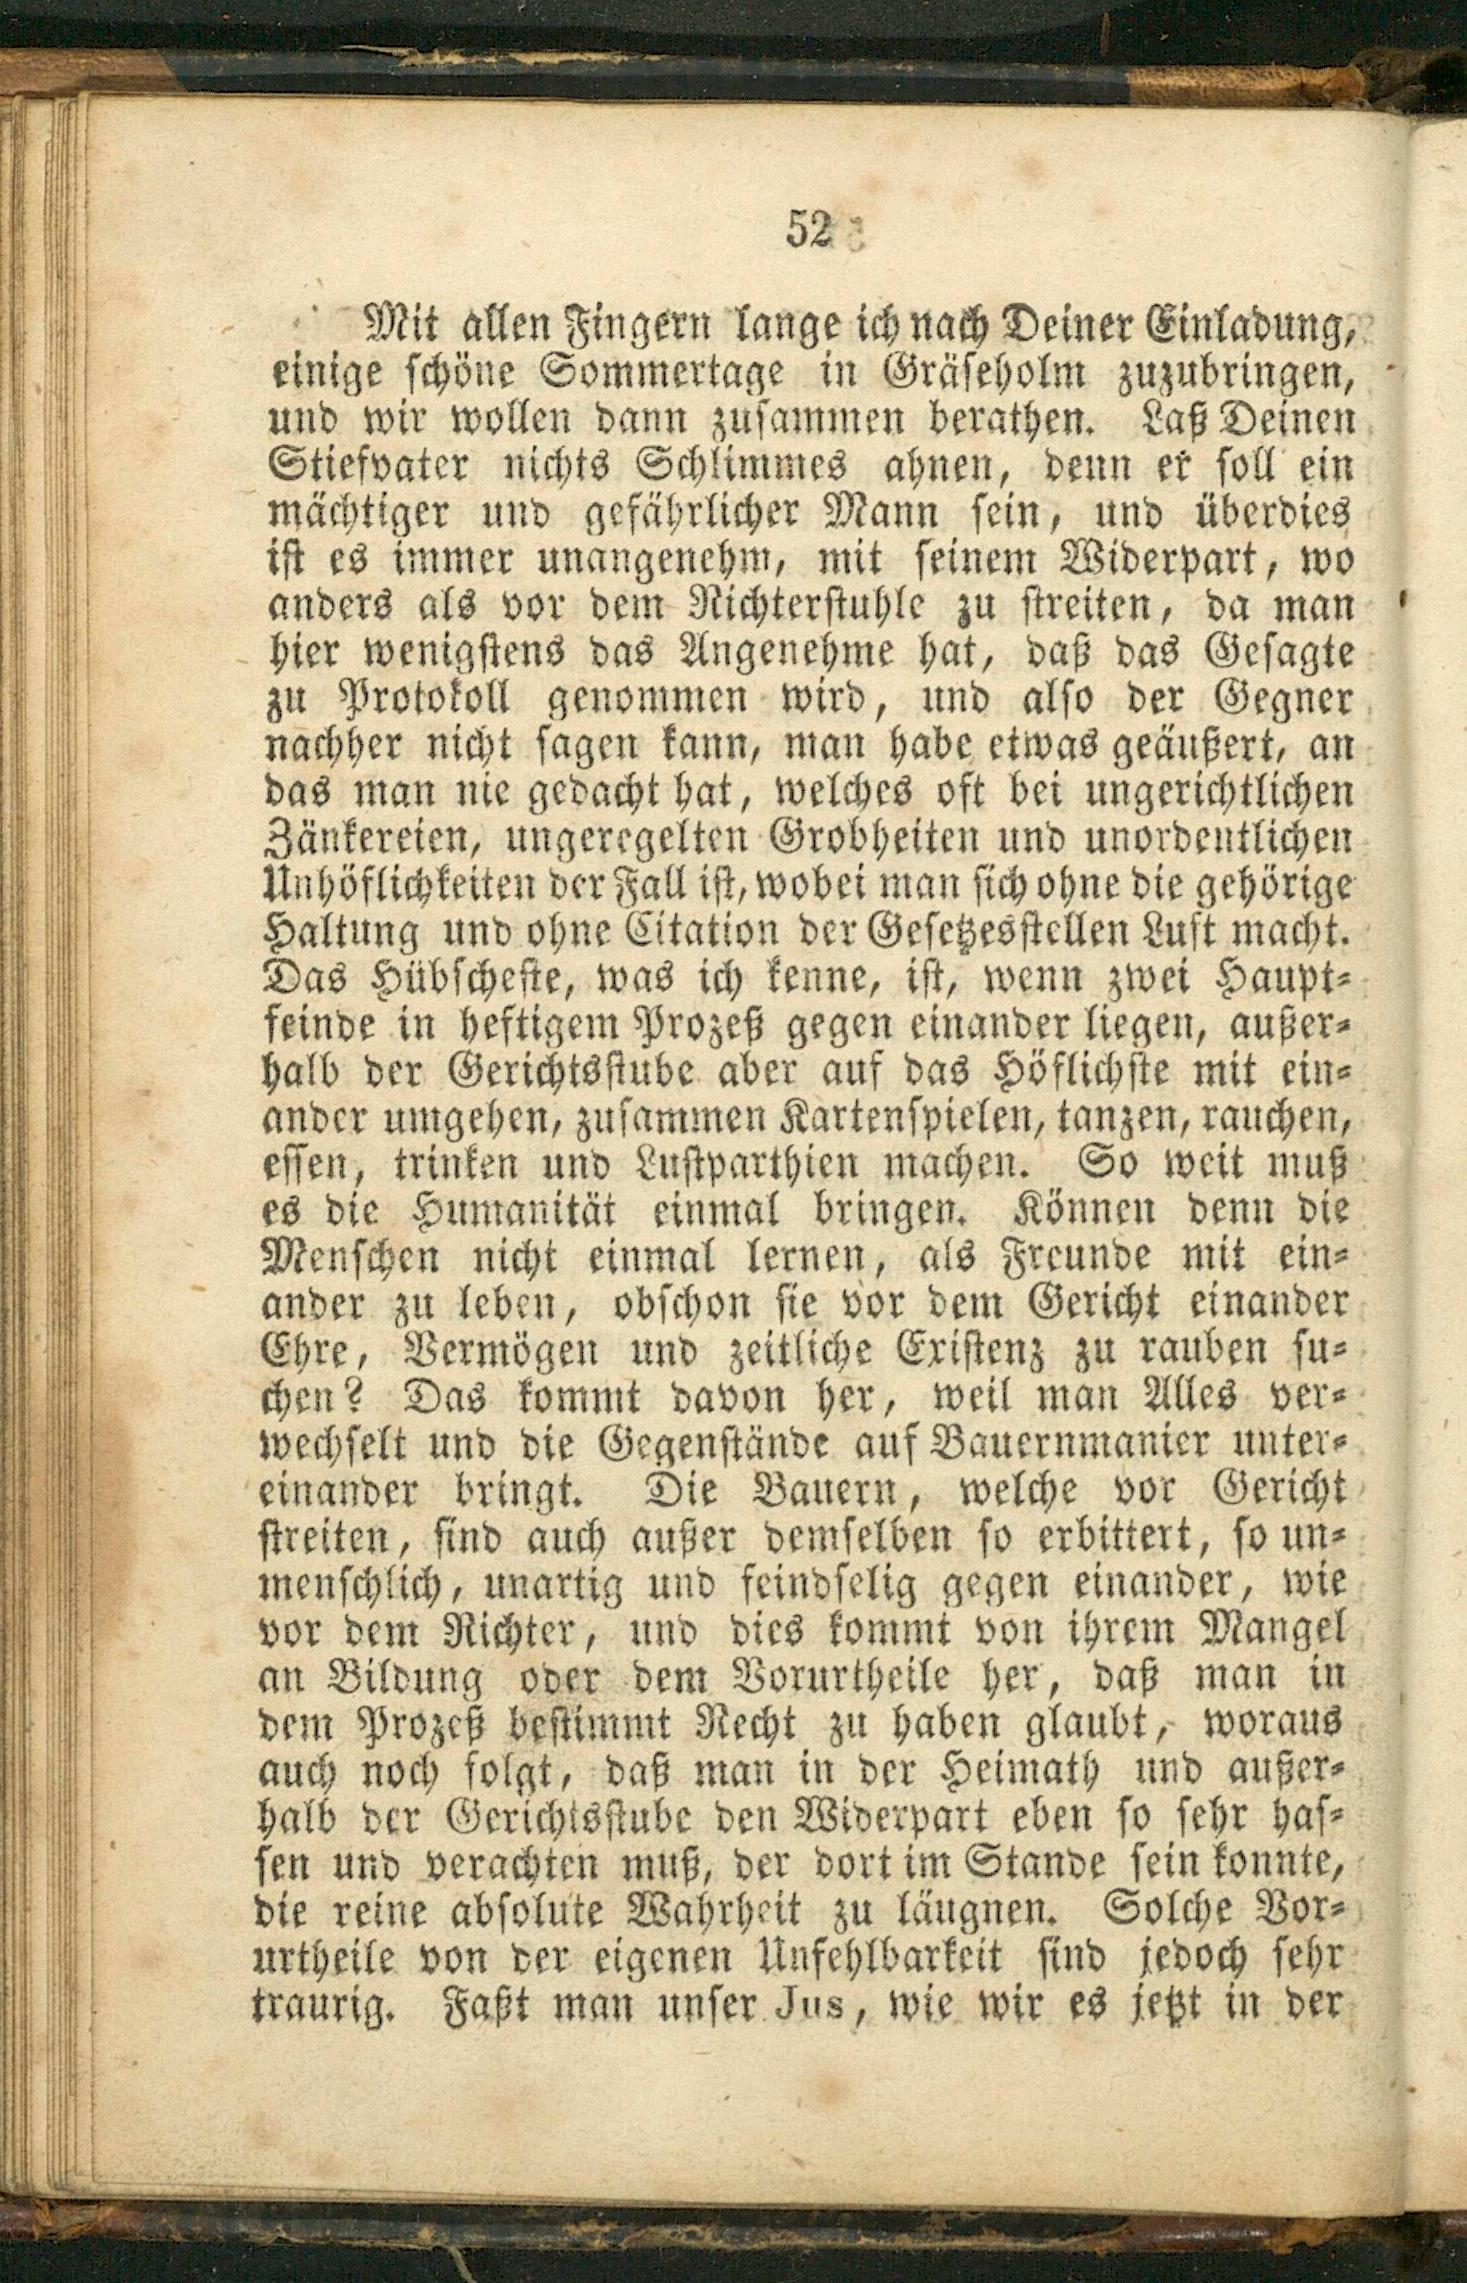 52
Mit allen Fingern lange ich nach Deiner Einladung,
einige schöne Sommertage in Gräseholm zuzubringen,
und wir wollen dann zusammen berathen. Laß Deinen
Stiefvater nichts Schlimmes ahnen, denn er soll ein
mächtiger und gefährlicher Mann sein, und überdies
ist es immer unangenehm, mit seinem Widerpart, wo
anders als vor dem Richterstuhle zu streiten, da man
hier wenigstens das Angenehme hat, daß das Gesagte
zu Protokoll genommen wird, und also der Gegner
nachher nicht sagen kann, man habe etwas geäußert, an
das man nie gedacht hat, welches oft bei ungerichtlichen
Zänkereien, ungeregelten Grobheiten und unordentlichen
Unhöflichkeiten der Fall ist, wobei man sich ohne die gehörige
Haltung und ohne Citation der Gesetzesstellen Luft macht.
Das Hübscheste, was ich kenne, ist, wenn zwei Haupt-
feinde in heftigem Prozeß gegen einander liegen, außer-
halb der Gerichtsstube aber auf das Höflichste mit ein-
ander umgehen, zusammen Kartenspielen, tanzen, rauchen,
essen, trinken und Lustparthien machen. So weit muß
es die Humanität einmal bringen. Können denn die
Menschen nicht einmal lernen, als Freunde mit ein-
ander zu leben, obschon sie vor dem Gericht einander
Ehre, Vermögen und zeitliche Existenz zu rauben su-
chen? Das kommt davon her, weil man Alles ver-
wechselt und die Gegenstände auf Bauernmanier unter-
einander bringt. Die Bauern, welche vor Gericht
streiten, sind auch außer demselben so erbittert, so un-
menschlich, unartig und feindselig gegen einander, wie
vor dem Richter, und dies kommt von ihrem Mangel
an Bildung oder dem Vorurtheile her, daß man in
dem Prozeß bestimmt Recht zu haben glaubt, woraus
auch noch folgt, daß man in der Heimath und außer-
halb der Gerichtsstube den Widerpart eben so sehr has-
sen und verachten muß, der dort im Stande sein konnte,
die reine absolute Wahrheit zu läugnen. Solche Vor-
urtheile von der eigenen Unfehlbarkeit sind jedoch sehr
traurig. Faßt man unser Jus, wie wir es jetzt in der